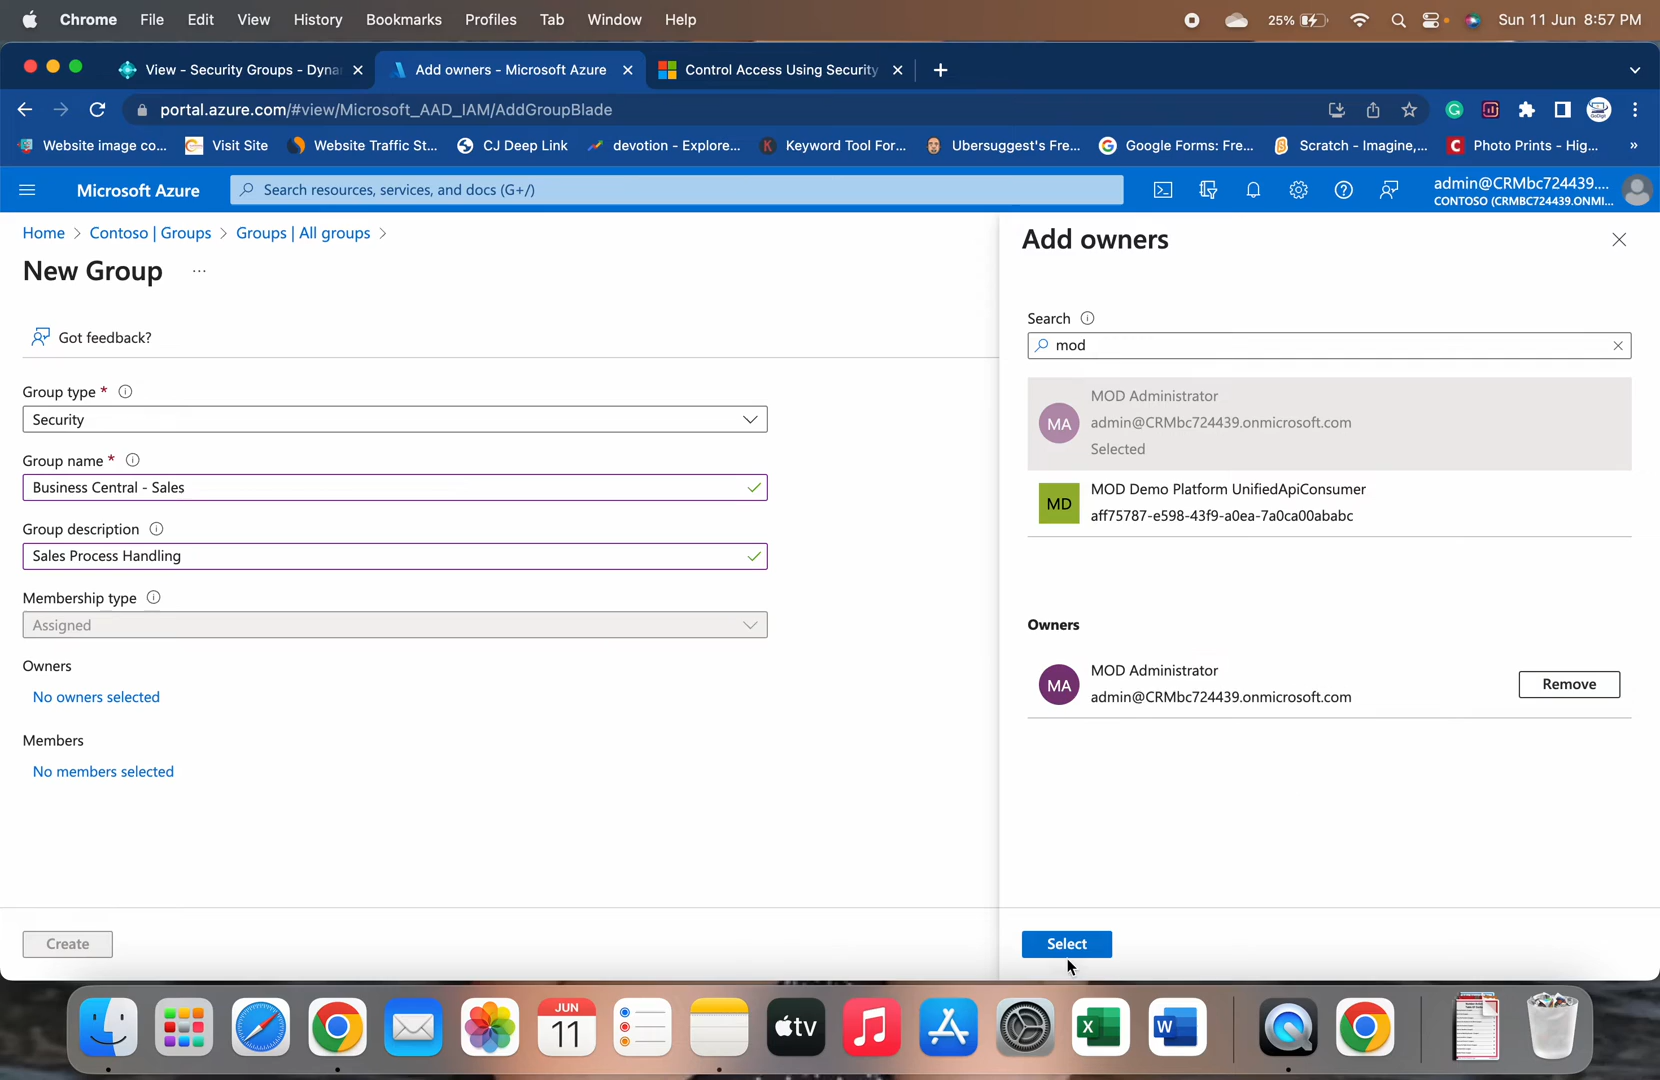 Chrome File Edit View History Bookmarks Profiles Tab Window Help 25% Sun 11 Jun 8:57 PM
View - Security Groups - Dyna Add owners - Microsoft Azure Control Access Using Security
portal.azure.com/#view/Microsoft_AAD_IAM/AddGroupBlade
Website image co... Visit Site Website Traffic St... CJ Deep Link devotion - Explore... Keyword Tool For... Ubersuggest's Fre... Google Forms: Fre... Scratch - Imagine,... Photo Prints - Hig... »
Microsoft Azure Search resources, services, and docs (G+/) admin@CRMbc724439....
CONTOSO (CRMBC724439.ONMI...
Home > Contoso | Groups > Groups | All groups >
New Group ...
Got feedback?
Group type *
Security
Group name *
Business Central - Sales
Group description
Sales Process Handling
Membership type
Assigned
Owners
No owners selected
Members
No members selected
Create
Add owners
Search
mod
MA
MOD Administrator
admin@CRMbc724439.onmicrosoft.com
Selected
MD
MOD Demo Platform UnifiedApiConsumer
aff75787-e598-43f9-a0ea-7a0ca00ababc
Owners
MA
MOD Administrator
admin@CRMbc724439.onmicrosoft.com
Remove
Select
JUN
11
tv
X
W